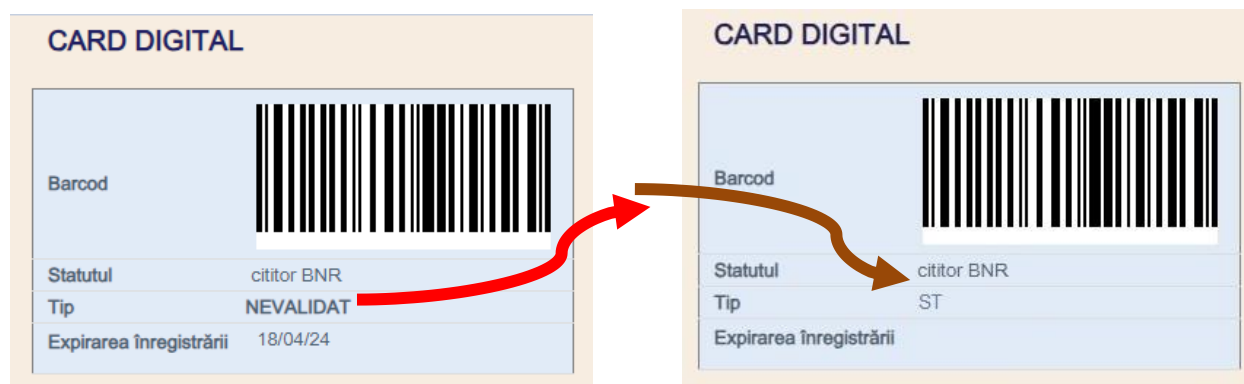 CARD DIGITAL
Barcod
Statutul cititor BNR
Tip NEVALIDAT
Expirarea înregistrării 18/04/24
CARD DIGITAL
Barcod
Statutul cititor BNR
Tip ST
Expirarea înregistrării